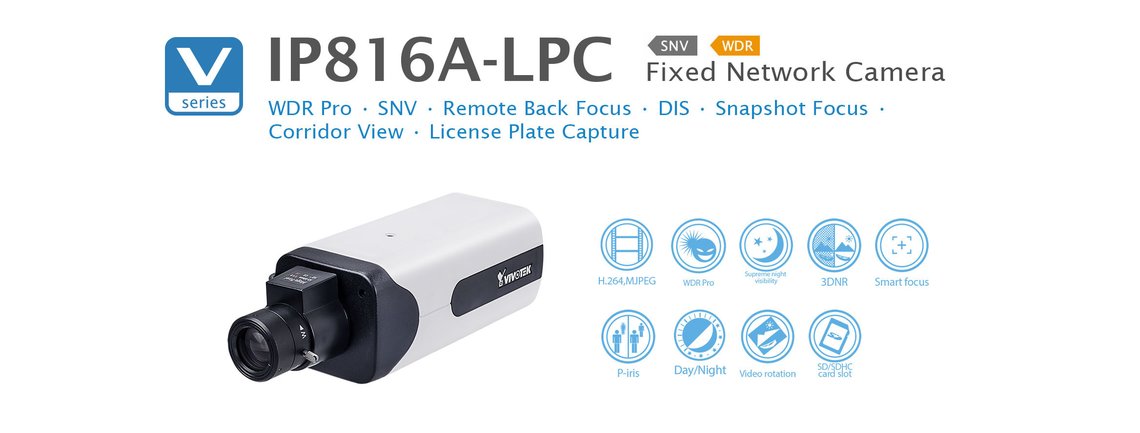 V
series
IP816A-LPC
SNV
WDR
Fixed Network Camera
WDR Pro · SNV · Remote Back Focus · DIS · Snapshot Focus ·
Corridor View · License Plate Capture
VIVOTEK
W
H.264,MJPEG
WDR Pro
Supreme night
visibility
3DNR
Smart focus
P-iris
Day/Night
Video rotation
SD/SDHC
card slot